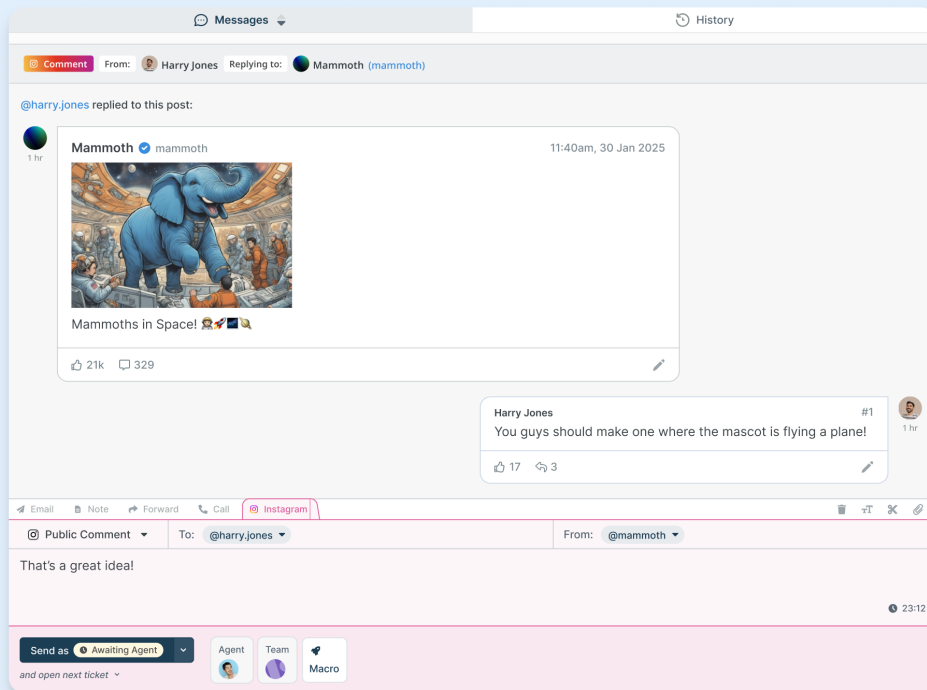 Messages
History
Comment From: Harry Jones Replying to: Mammoth (mammoth)
@harry.jones replied to this post:
Mammoth mammoth 11:40am, 30 Jan 2025
1 hr
Mammoths in Space! 👩‍🚀🚀🌌🪐
21k 329
Harry Jones #1
You guys should make one where the mascot is flying a plane!
1 hr
17 3
Email Note Forward Call Instagram
Public Comment To: @harry.jones From: @mammoth
That's a great idea!
23:12
Send as Awaiting Agent Agent Team Macro
and open next ticket